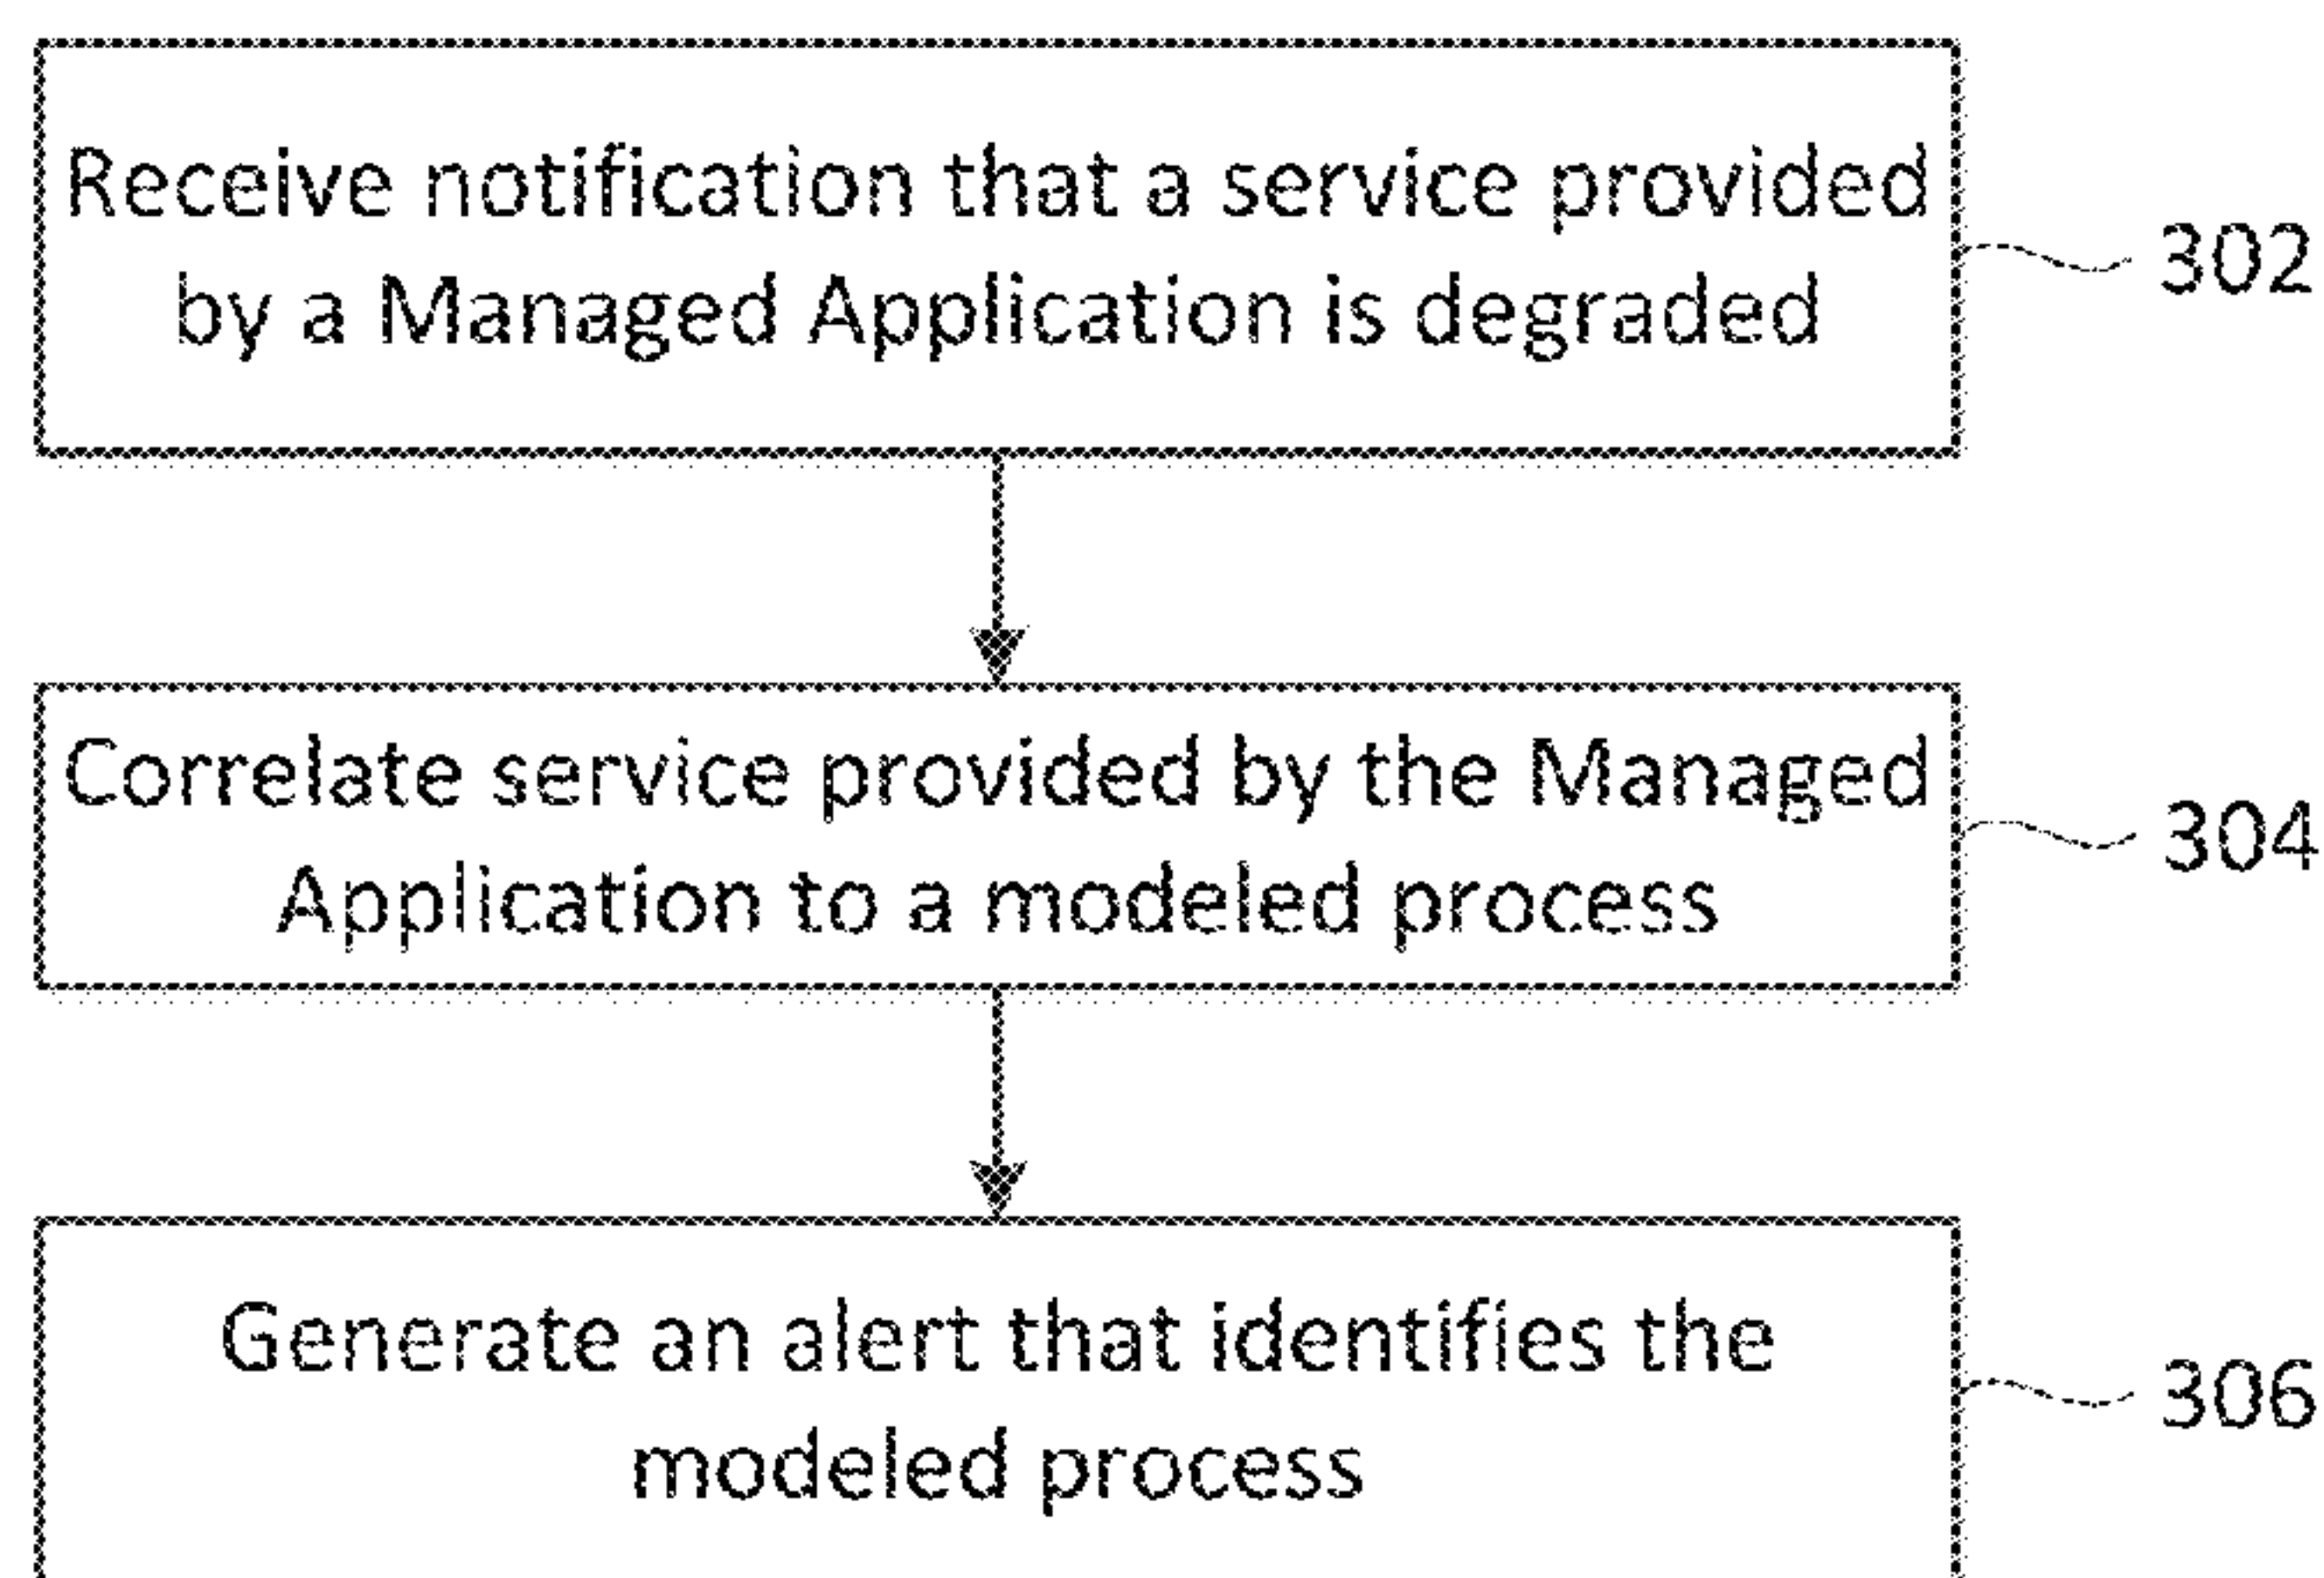 Receive notification that a service provided
by a Managed Application is degraded
302
Correlate service provided by the Managed
Application to a modeled process
304
Generate an alert that identifies the
modeled process
306